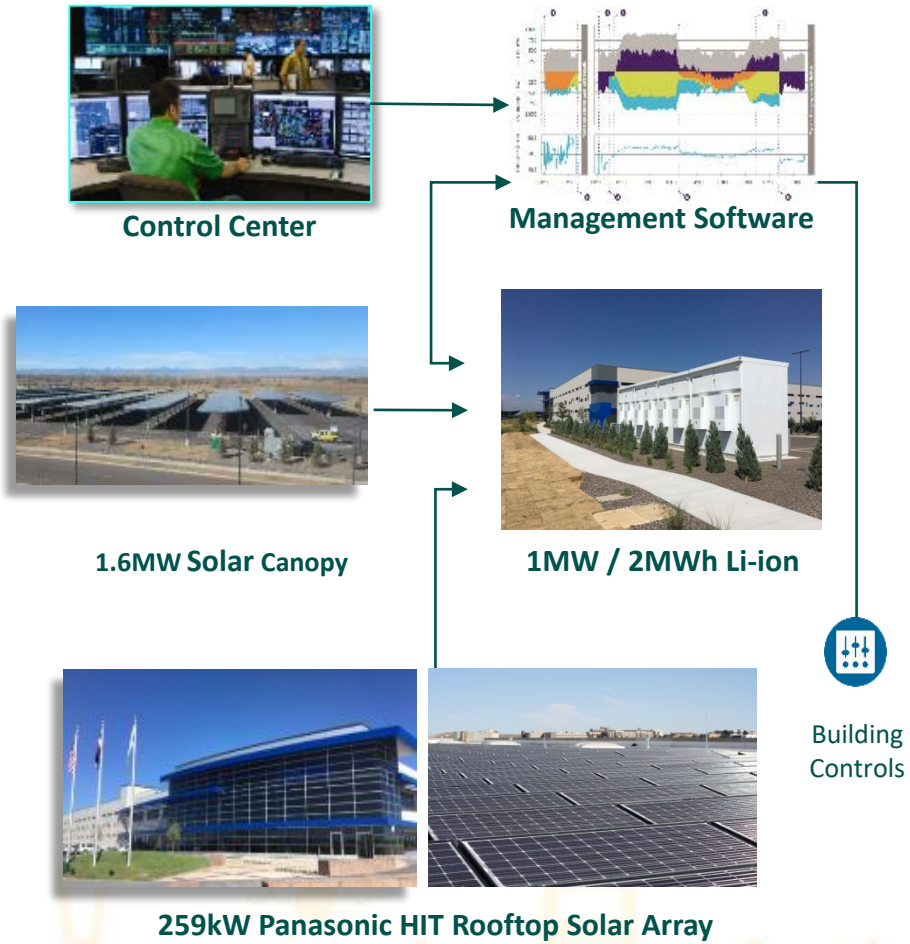 Control Center
Management Software
1.6MW Solar Canopy
1MW / 2MWh Li-ion
Building
Controls
259kW Panasonic HIT Rooftop Solar Array